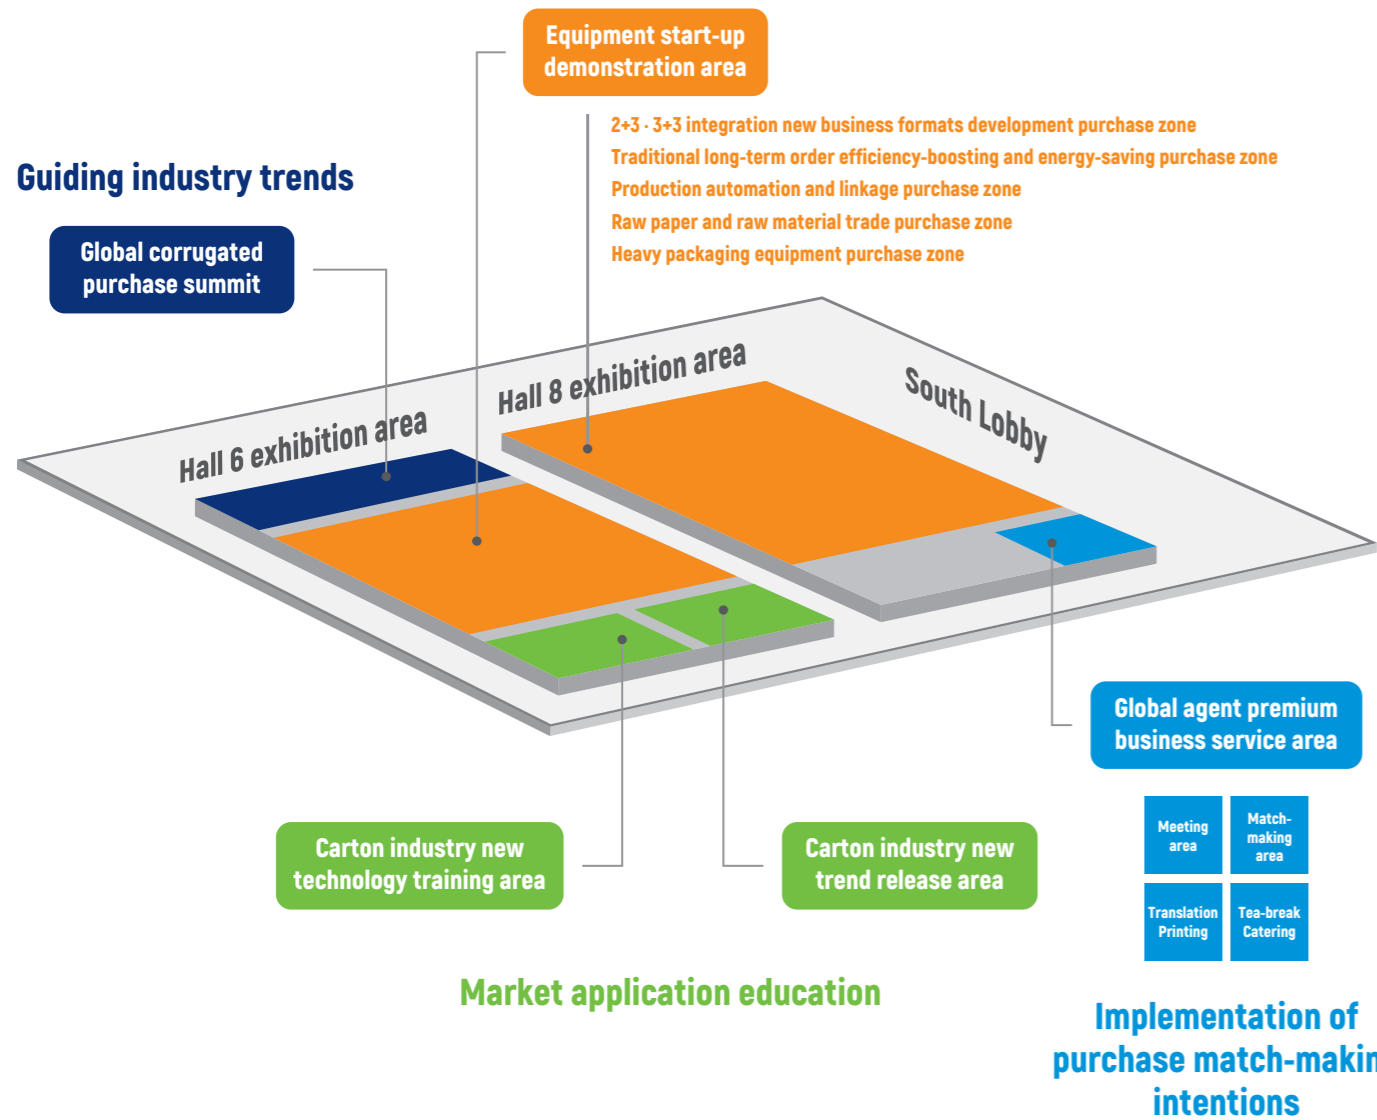 Equipment start-up
demonstration area
2+3 · 3+3 integration new business formats development purchase zone
Traditional long-term order efficiency-boosting and energy-saving purchase zone
Production automation and linkage purchase zone
Raw paper and raw material trade purchase zone
Heavy packaging equipment purchase zone
Guiding industry trends
Global corrugated
purchase summit
Hall 6 exhibition area
Hall 8 exhibition area
South Lobby
Global agent premium
business service area
Meeting
area
Match-
making
area
Translation
Printing
Tea-break
Catering
Carton industry new
technology training area
Carton industry new
trend release area
Market application education
Implementation of
purchase match-makin
intentions